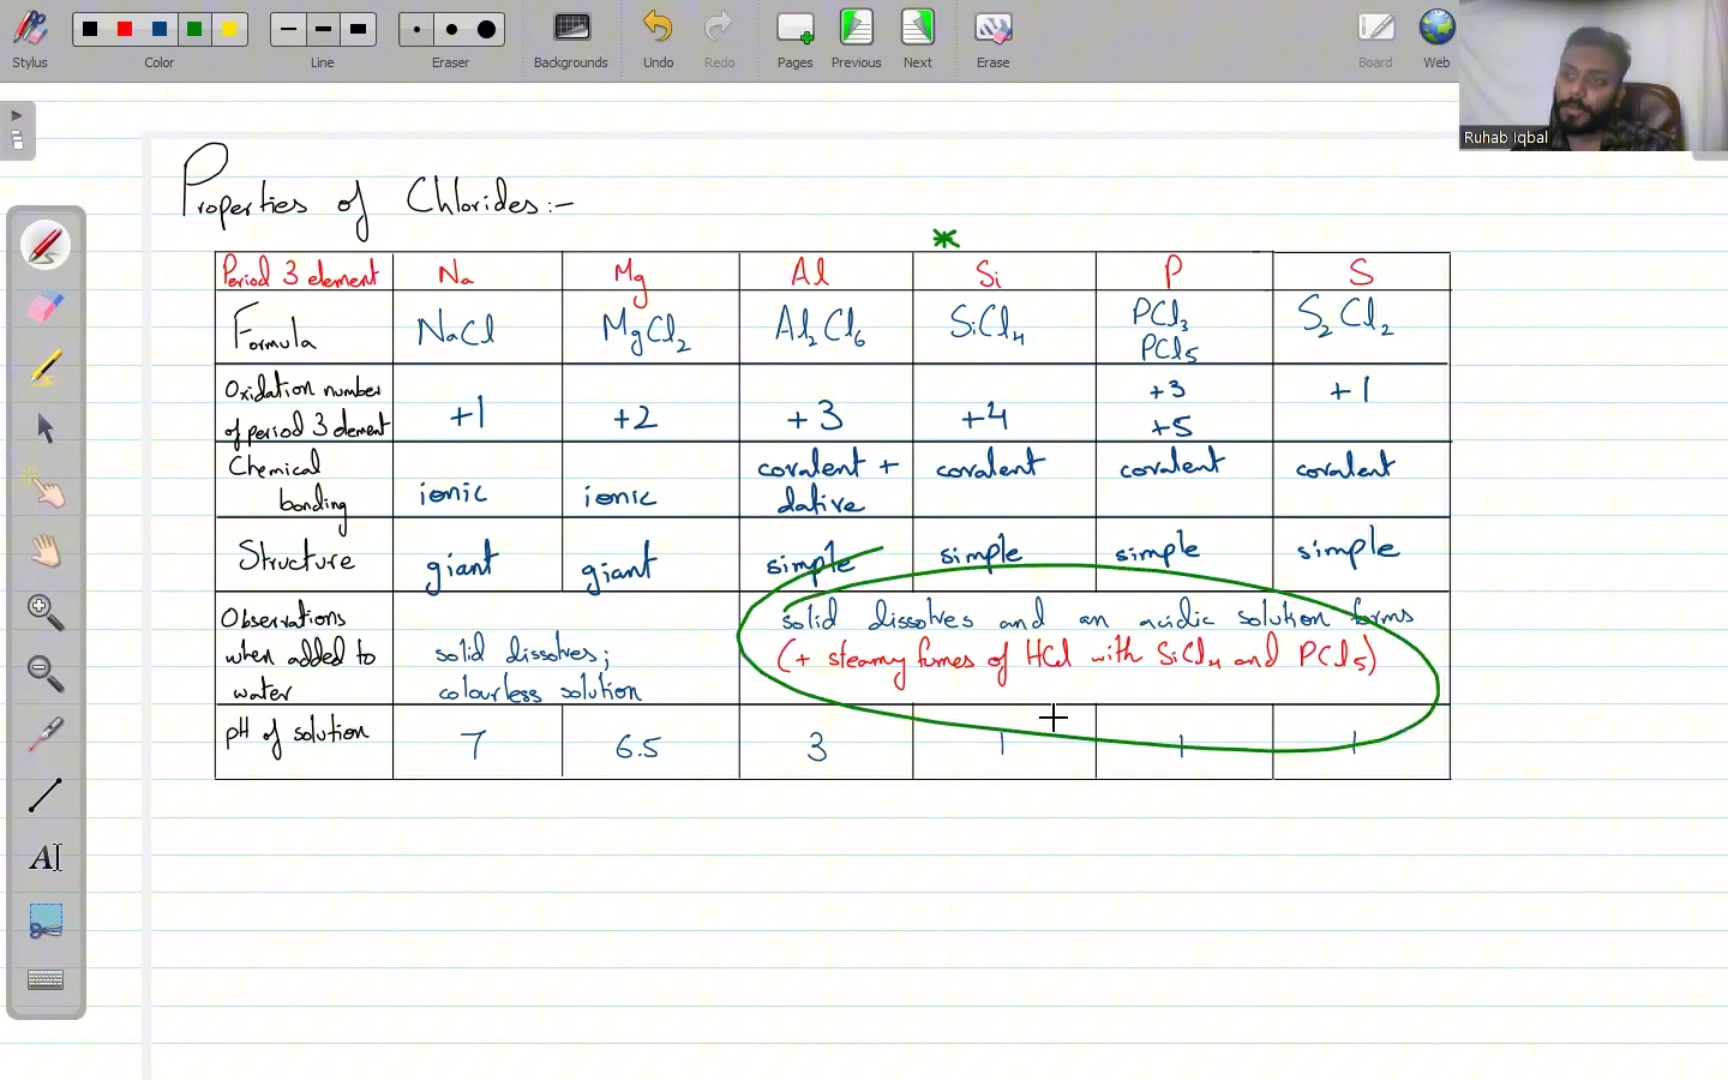 Stylus
Color
Line
Eraser
Backgrounds
Undo
Redo
Pages
Previous
Next
Erase
Board
Web
Ruhab Iqbal
Properties of Chlorides:-
Period 3 element Na Mg Al Si P S
Formula NaCl MgCl2 Al2Cl6 SiCl4 PCl3 S2Cl2
PCl5
Oxidation number +3 +1
of period 3 element +1 +2 +3 +4 +5
Chemical covalent + covalent covalent covalent
bonding ionic ionic dative
Structure giant giant simple simple simple simple
Observations solid dissolves and an acidic solution forms
when added to solid dissolves; (+ steamy fumes of HCl with SiCl4 and PCl5)
water colourless solution
pH of solution 7 6.5 3 1 1 1